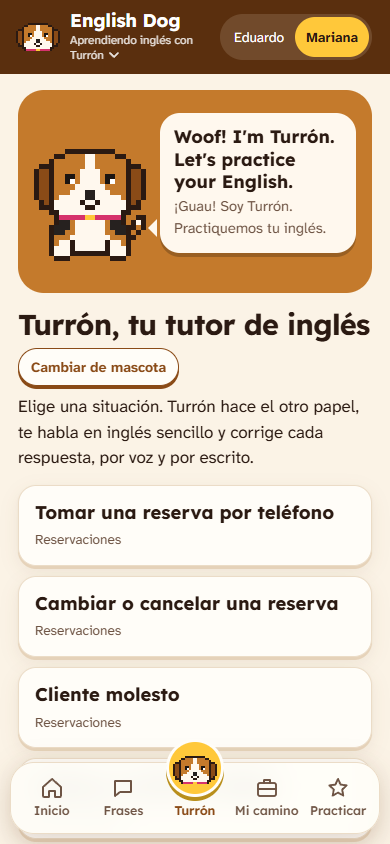 English Dog
Aprendiendo inglés con
Turrón
Eduardo
Mariana
Woof! I'm Turrón.
Let's practice
your English.
¡Guau! Soy Turrón.
Practiquemos tu inglés.
Turrón, tu tutor de inglés
Cambiar de mascota
Elige una situación. Turrón hace el otro papel,
te habla en inglés sencillo y corrige cada
respuesta, por voz y por escrito.
Tomar una reserva por teléfono
Reservaciones
Cambiar o cancelar una reserva
Reservaciones
Cliente molesto
Reservaciones
Inicio
Frases
Turrón
Mi camino
Practicar